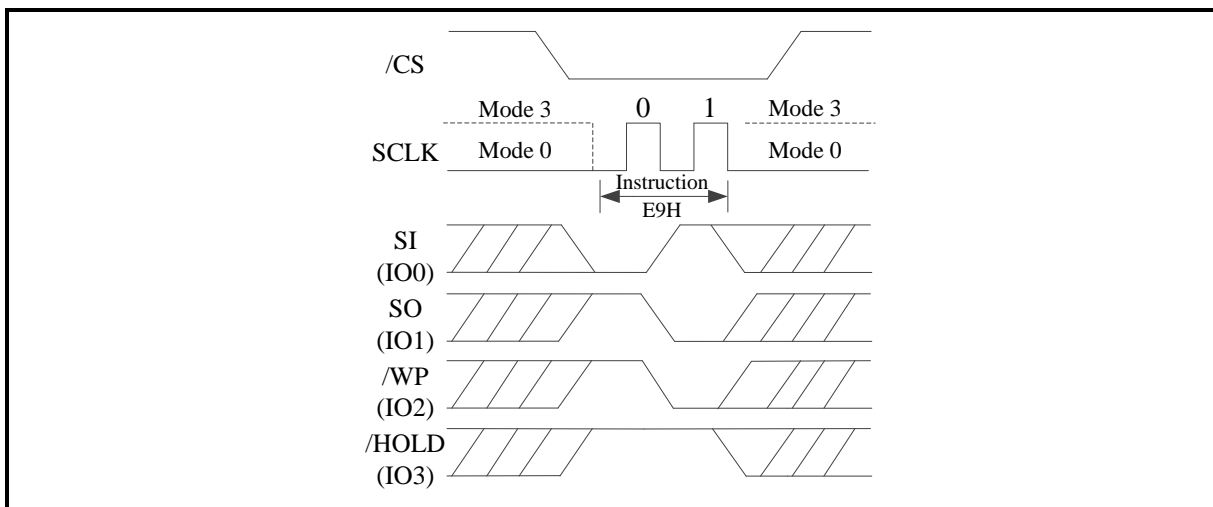 /CS
Mode 3 0 1 Mode 3
SCLK Mode 0 Mode 0
Instruction
E9H
SI
(IO0)
SO
(IO1)
/WP
(IO2)
/HOLD
(IO3)